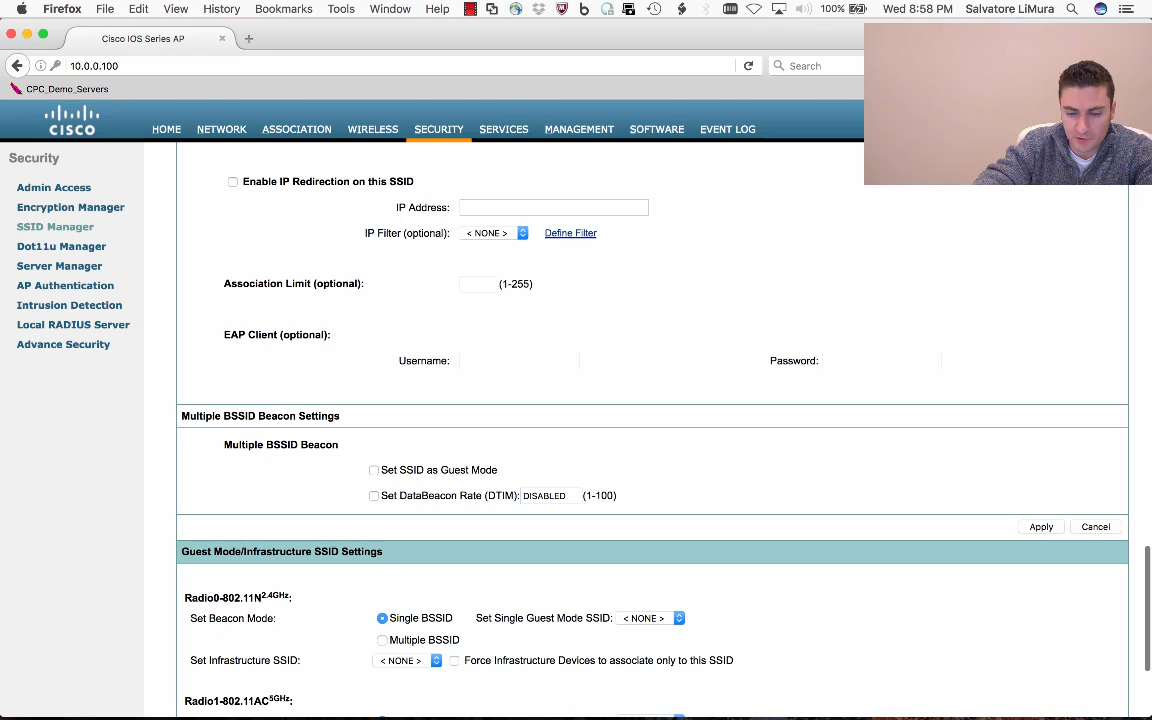 Firefox File Edit View History Bookmarks Tools Window Help 100% Wed 8:58 PM Salvatore LiMura
Cisco IOS Series AP
10.0.0.100 Search
CPC_Demo_Servers
CISCO HOME NETWORK ASSOCIATION WIRELESS SECURITY SERVICES MANAGEMENT SOFTWARE EVENT LOG
Security
Admin Access
Encryption Manager
SSID Manager
Dot11u Manager
Server Manager
AP Authentication
Intrusion Detection
Local RADIUS Server
Advance Security
Enable IP Redirection on this SSID
IP Address:
IP Filter (optional): < NONE > Define Filter
Association Limit (optional): (1-255)
EAP Client (optional):
Username: Password:
Multiple BSSID Beacon Settings
Multiple BSSID Beacon
Set SSID as Guest Mode
Set DataBeacon Rate (DTIM): DISABLED (1-100)
Apply Cancel
Guest Mode/Infrastructure SSID Settings
Radio0-802.11N2.4GHz:
Set Beacon Mode: Single BSSID Set Single Guest Mode SSID: < NONE >
Multiple BSSID
Set Infrastructure SSID: < NONE > Force Infrastructure Devices to associate only to this SSID
Radio1-802.11AC5GHz: